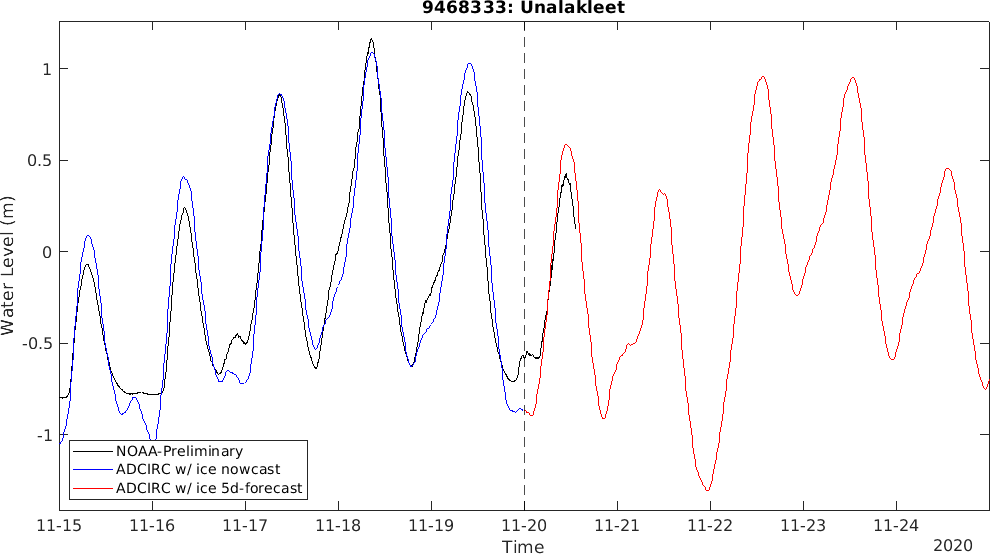 9468333: Unalakleet
Water Level (m)
1
0.5
0
-0.5
-1
NOAA-Preliminary
ADCIRC w/ ice nowcast
ADCIRC w/ ice 5d-forecast
11-15 11-16 11-17 11-18 11-19 11-20 11-21 11-22 11-23 11-24
Time
2020